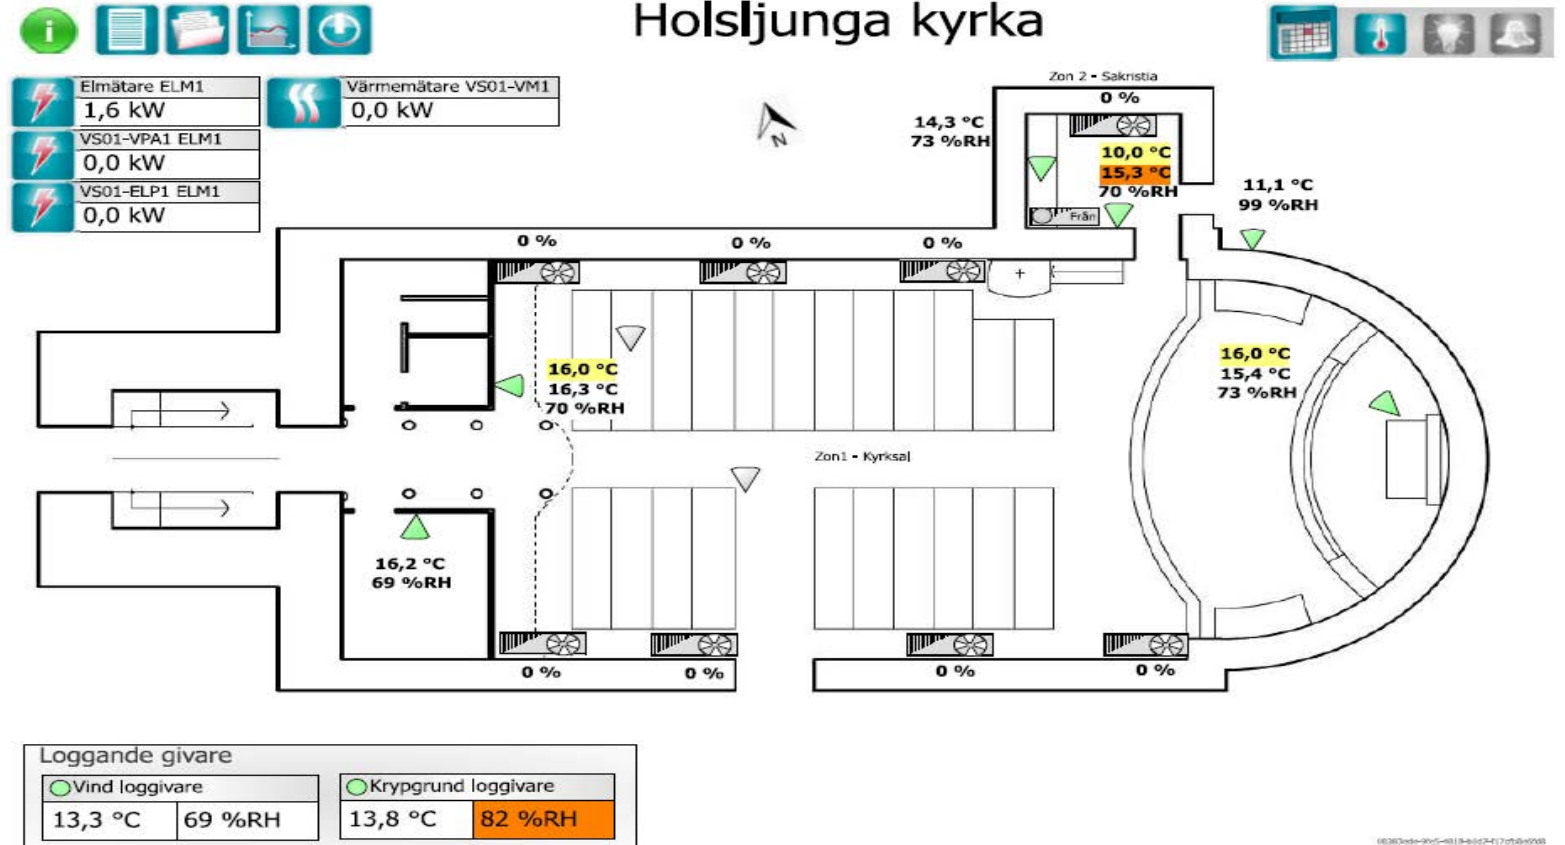 Holsljunga kyrka
Elmätare ELM1
1,6 kW
Värmemätare VS01-VM1
0,0 kW
VS01-VPA1 ELM1
0,0 kW
VS01-ELP1 ELM1
0,0 kW
N
Zon 2 - Sakristia
0 %
14,3 °C
73 %RH
10,0 °C
15,3 °C
70 %RH
Från
11,1 °C
99 %RH
0 %
0 %
0 %
16,0 °C
16,3 °C
70 %RH
16,0 °C
15,4 °C
73 %RH
Zon1 - Kyrksal
16,2 °C
69 %RH
0 %
0 %
0 %
0 %
Loggande givare
Vind loggivare
13,3 °C
69 %RH
Krypgrund loggivare
13,8 °C
82 %RH